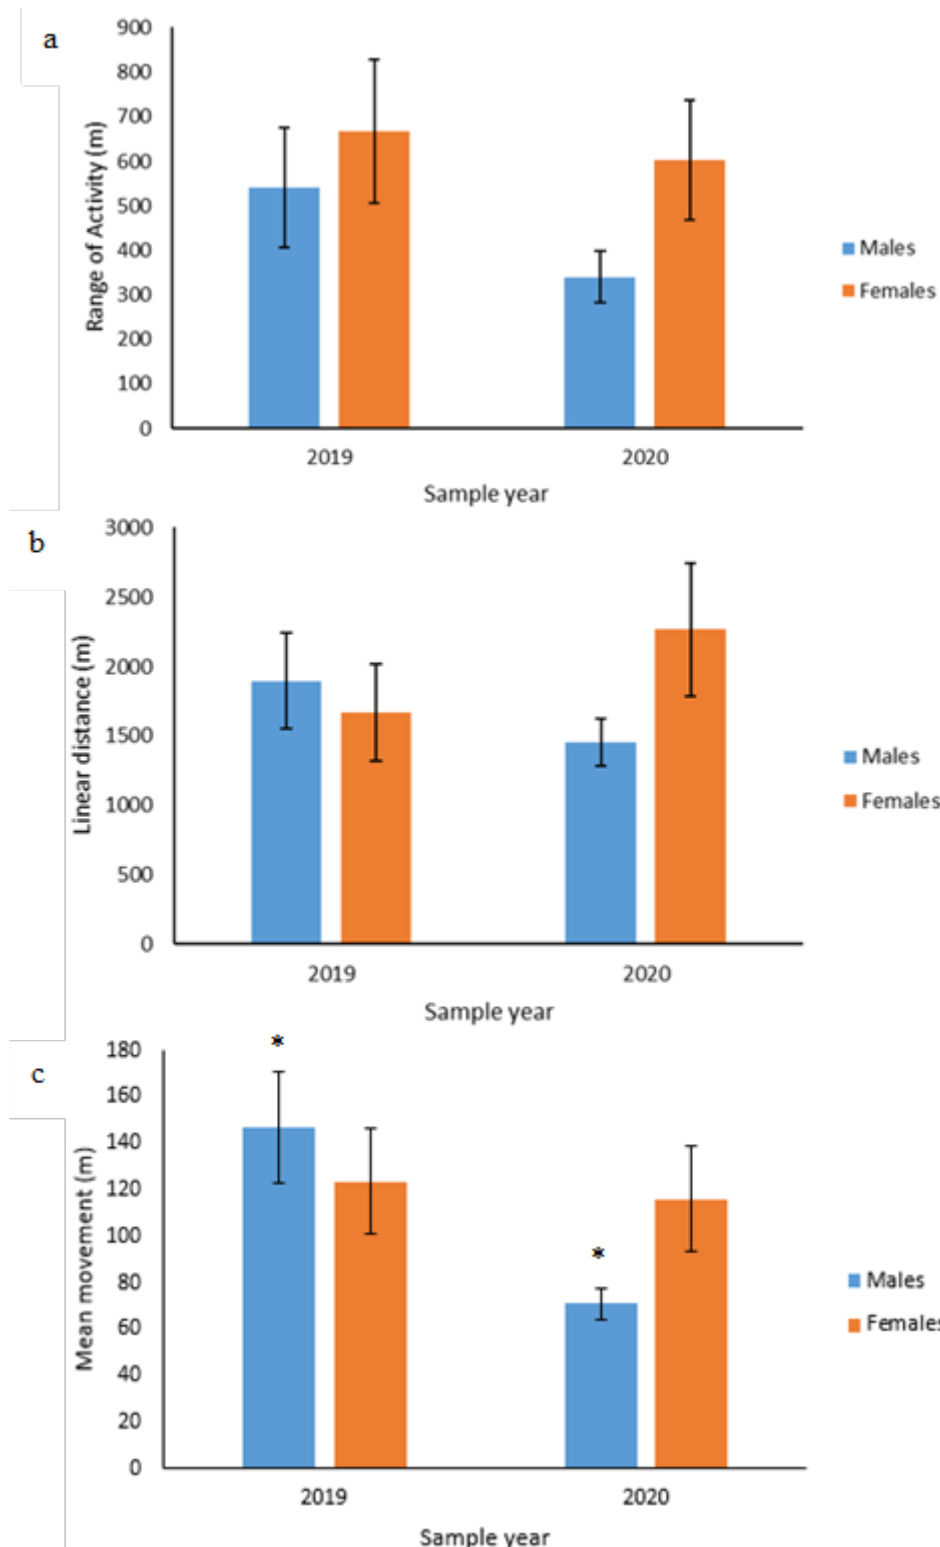 a
900
800
700
600
500
400
300
200
100
0
Range of Activity (m)
2019
2020
Sample year
Males
Females
b
3000
2500
2000
1500
1000
500
0
Linear distance (m)
2019
2020
Sample year
Males
Females
c
180
160
140
120
100
80
60
40
20
0
Mean movement (m)
*
*
2019
2020
Sample year
Males
Females